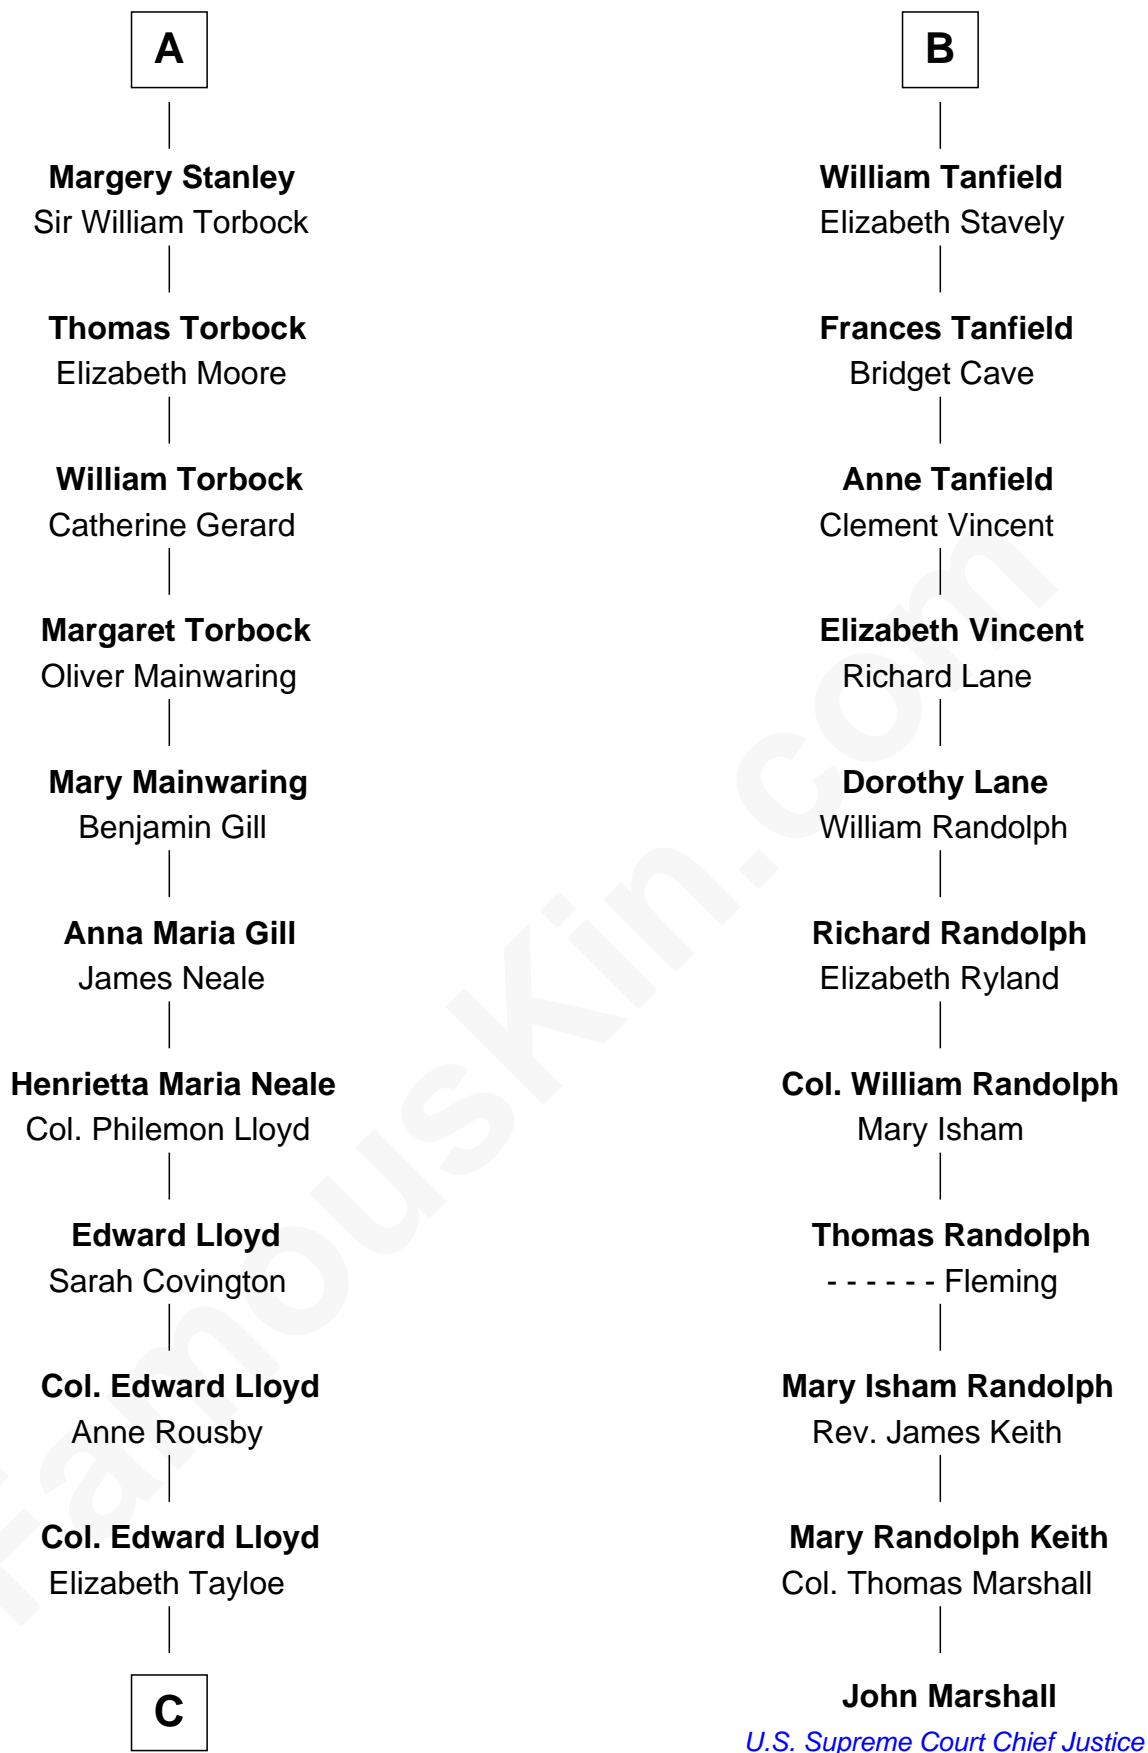 A
Margery Stanley
Sir William Torbock
Thomas Torbock
Elizabeth Moore
William Torbock
Catherine Gerard
Margaret Torbock
Oliver Mainwaring
Mary Mainwaring
Benjamin Gill
Anna Maria Gill
James Neale
Henrietta Maria Neale
Col. Philemon Lloyd
Edward Lloyd
Sarah Covington
Col. Edward Lloyd
Anne Rousby
Col. Edward Lloyd
Elizabeth Tayloe
C
B
William Tanfield
Elizabeth Stavely
Frances Tanfield
Bridget Cave
Anne Tanfield
Clement Vincent
Elizabeth Vincent
Richard Lane
Dorothy Lane
William Randolph
Richard Randolph
Elizabeth Ryland
Col. William Randolph
Mary Isham
Thomas Randolph
- - - - - - Fleming
Mary Isham Randolph
Rev. James Keith
Mary Randolph Keith
Col. Thomas Marshall
John Marshall
U.S. Supreme Court Chief Justice
FamousKin.com